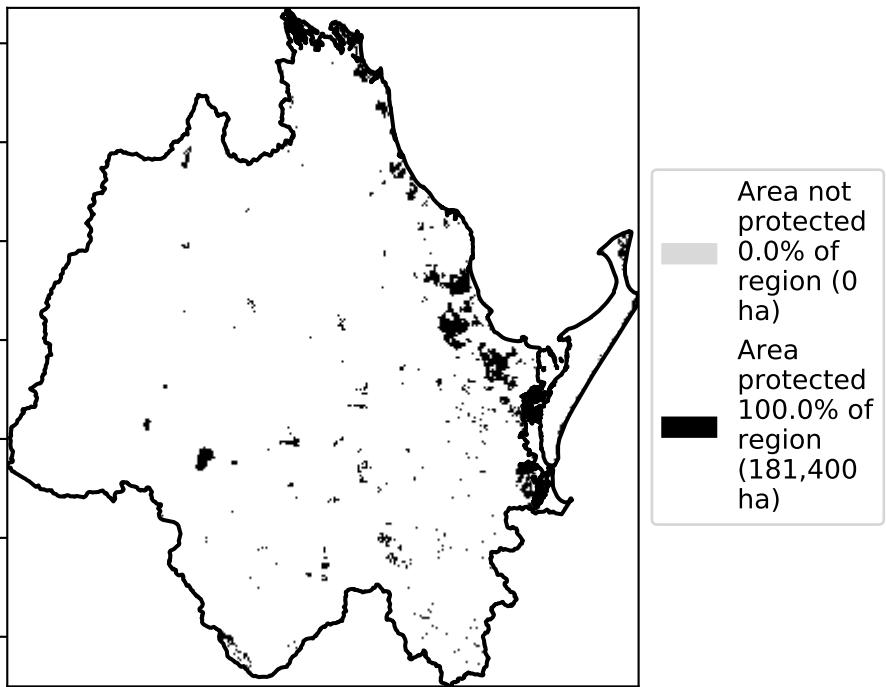 Area not
protected
0.0% of
region (0
ha)
Area
protected
100.0% of
region
(181,400
ha)